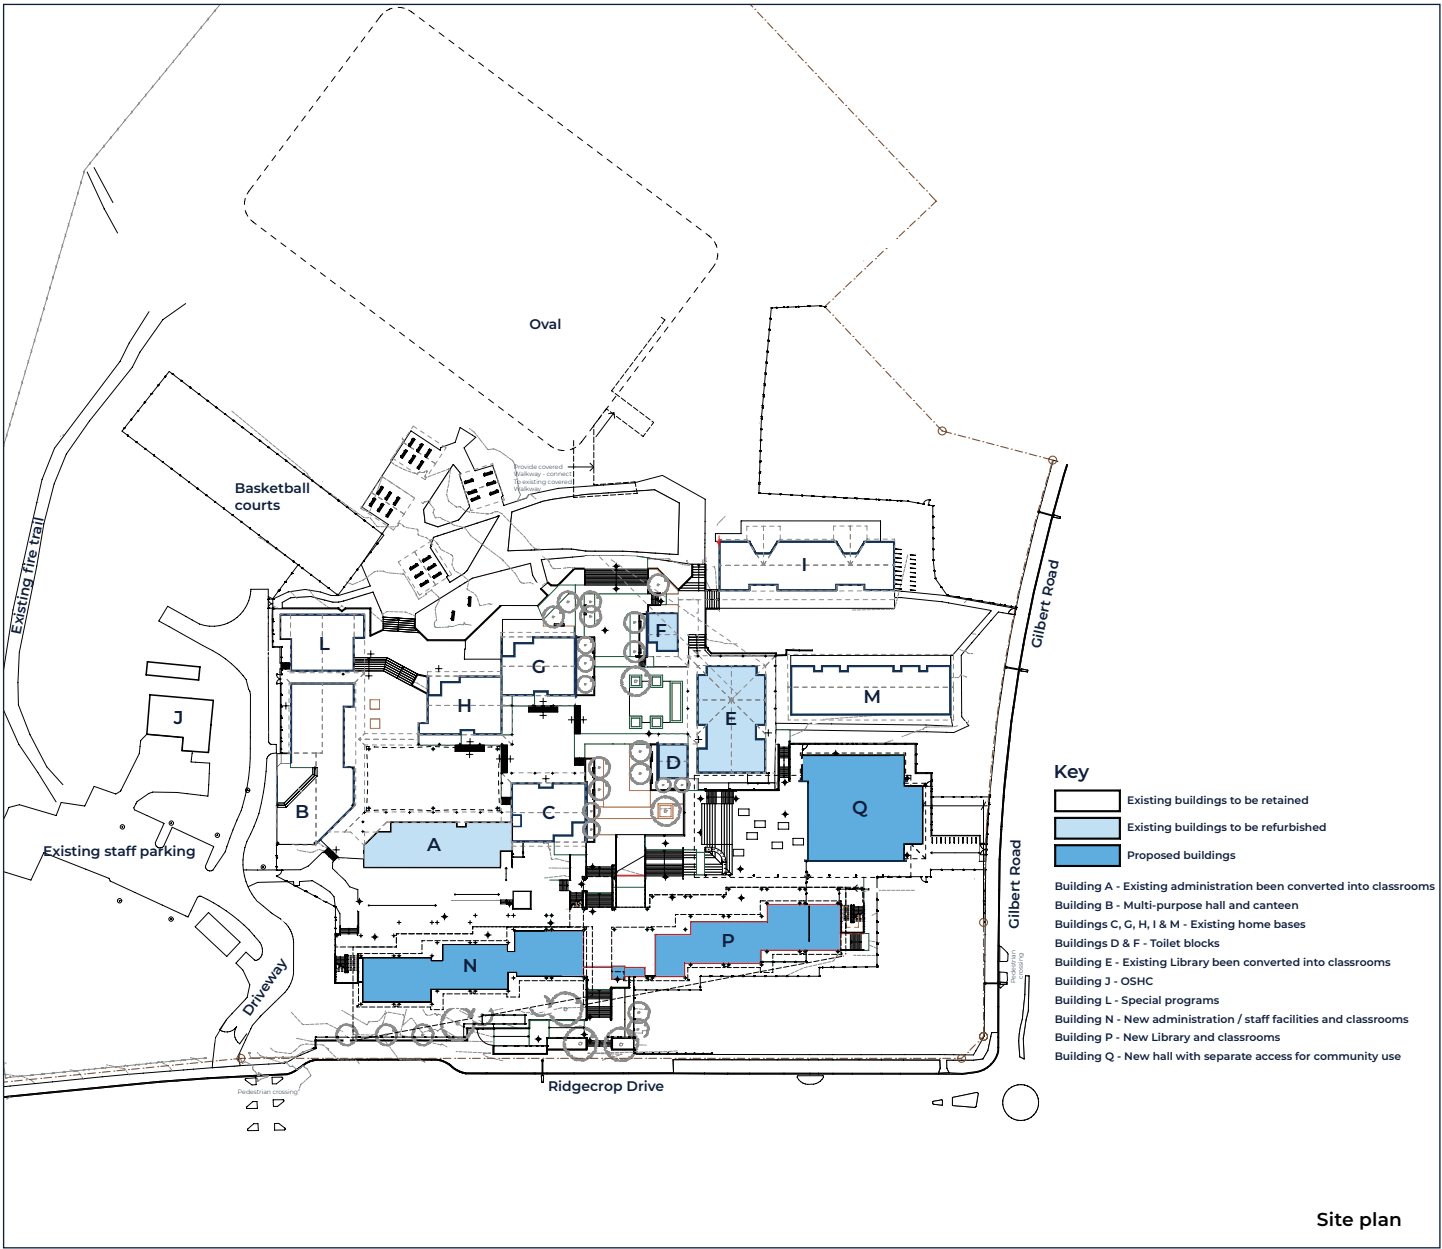 Oval
Basketball
courts
Provide covered
Walkway - connect
To existing covered
Walkway
Existing fire trail
I
Gilbert Road
F
L
G
E
M
H
J
D
B
C
A
Q
Existing staff parking
Key
Existing buildings to be retained
Existing buildings to be refurbished
Proposed buildings
Building A - Existing administration been converted into classrooms
Building B - Multi-purpose hall and canteen
Buildings C, G, H, I & M - Existing home bases
Buildings D & F - Toilet blocks
Building E - Existing Library been converted into classrooms
Building J - OSHC
Building L - Special programs
Building N - New administration / staff facilities and classrooms
Building P - New Library and classrooms
Building Q - New hall with separate access for community use
Gilbert Road
P
N
Pedestrian
crossing
Driveway
Ridgecrop Drive
Pedestrian crossing
Site plan